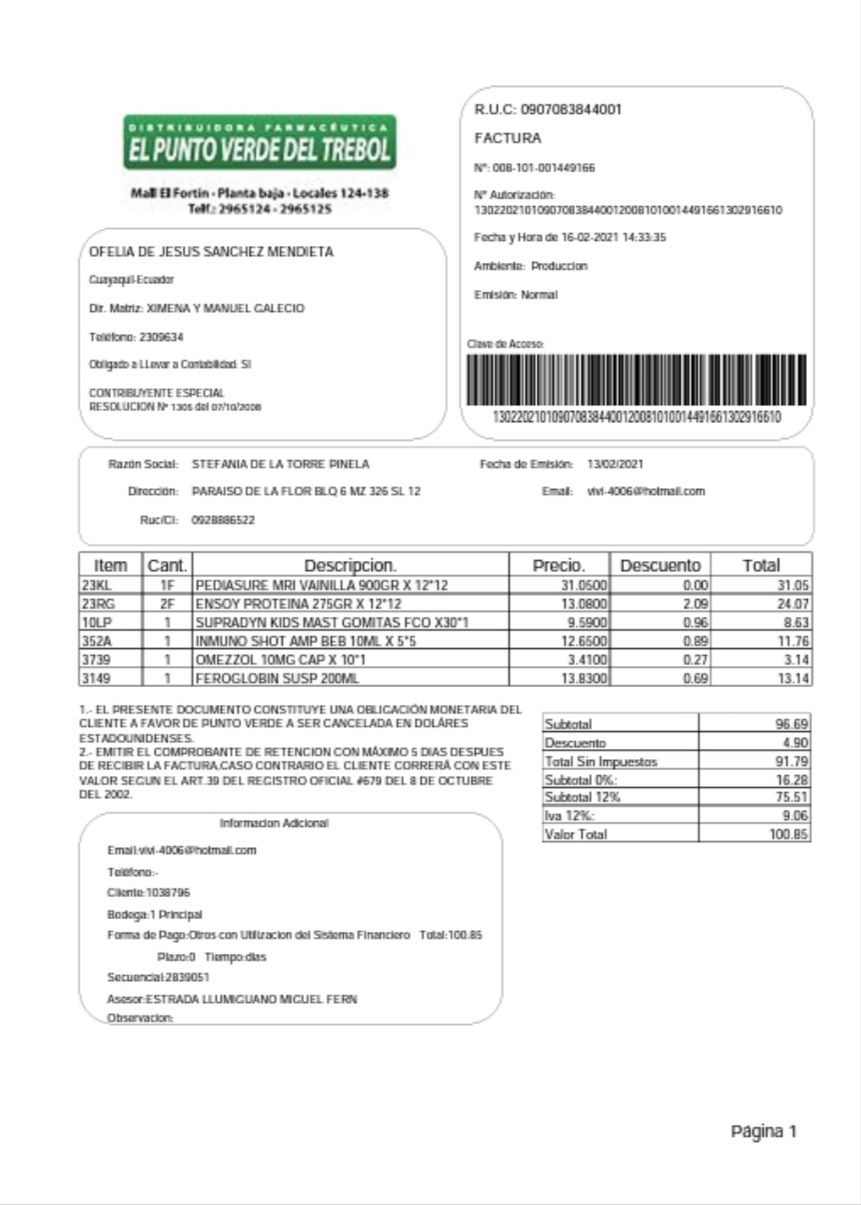 DISTRIBUIDORA FARMACÉUTICA
EL PUNTO VERDE DEL TREBOL
Mall El Fortin - Planta baja - Locales 124-138
Telf.: 2965124 - 2965125
R.U.C: 0907083844001
FACTURA
Nº: 008-101-001449166
Nº Autorización:
1302202101090708384400120081010014491661302916610
Fecha y Hora de 16-02-2021 14:33:35
Ambiente: Produccion
Emisión: Normal
Clave de Acceso:
1302202101090708384400120081010014491661302916610
OFELIA DE JESUS SANCHEZ MENDIETA
Guayaquil-Ecuador
Dir. Matriz: XIMENA Y MANUEL GALECIO
Teléfono: 2309634
Obligado a LLevar a Contabilidad: SI
CONTRIBUYENTE ESPECIAL
RESOLUCION Nº 1305 del 07/10/2008
Razón Social: STEFANIA DE LA TORRE PINELA Fecha de Emisión: 13/02/2021
Dirección: PARAISO DE LA FLOR BLQ 6 MZ 326 SL 12 Email: vivi-4006@hotmail.com
Ruc/CI: 0928886522
Item Cant. Descripcion. Precio. Descuento Total
23KL 1F PEDIASURE MRI VAINILLA 900GR X 12*12 31.0500 0.00 31.05
23RG 2F ENSOY PROTEINA 275GR X 12*12 13.0800 2.09 24.07
10LP 1 SUPRADYN KIDS MAST GOMITAS FCO X30*1 9.5900 0.96 8.63
352A 1 INMUNO SHOT AMP BEB 10ML X 5*5 12.6500 0.89 11.76
3739 1 OMEZZOL 10MG CAP X 10*1 3.4100 0.27 3.14
3149 1 FEROGLOBIN SUSP 200ML 13.8300 0.69 13.14
1.- EL PRESENTE DOCUMENTO CONSTITUYE UNA OBLIGACIÓN MONETARIA DEL
CLIENTE A FAVOR DE PUNTO VERDE A SER CANCELADA EN DOLÁRES
ESTADOUNIDENSES.
2.- EMITIR EL COMPROBANTE DE RETENCION CON MÁXIMO 5 DIAS DESPUES
DE RECIBIR LA FACTURA,CASO CONTRARIO EL CLIENTE CORRERÁ CON ESTE
VALOR SEGUN EL ART.39 DEL REGISTRO OFICIAL #679 DEL 8 DE OCTUBRE
DEL 2002.
Subtotal 96.69
Descuento 4.90
Total Sin Impuestos 91.79
Subtotal 0%: 16.28
Subtotal 12% 75.51
Iva 12%: 9.06
Valor Total 100.85
Informacion Adicional
Email:vivi-4006@hotmail.com
Teléfono:-
Cliente:1038796
Bodega:1 Principal
Forma de Pago:Otros con Utilizacion del Sistema Financiero Total:100.85
Plazo:0 Tiempo:dias
Secuencial:2839051
Asesor:ESTRADA LLUMIGUANO MIGUEL FERN
Observacion:
Página 1